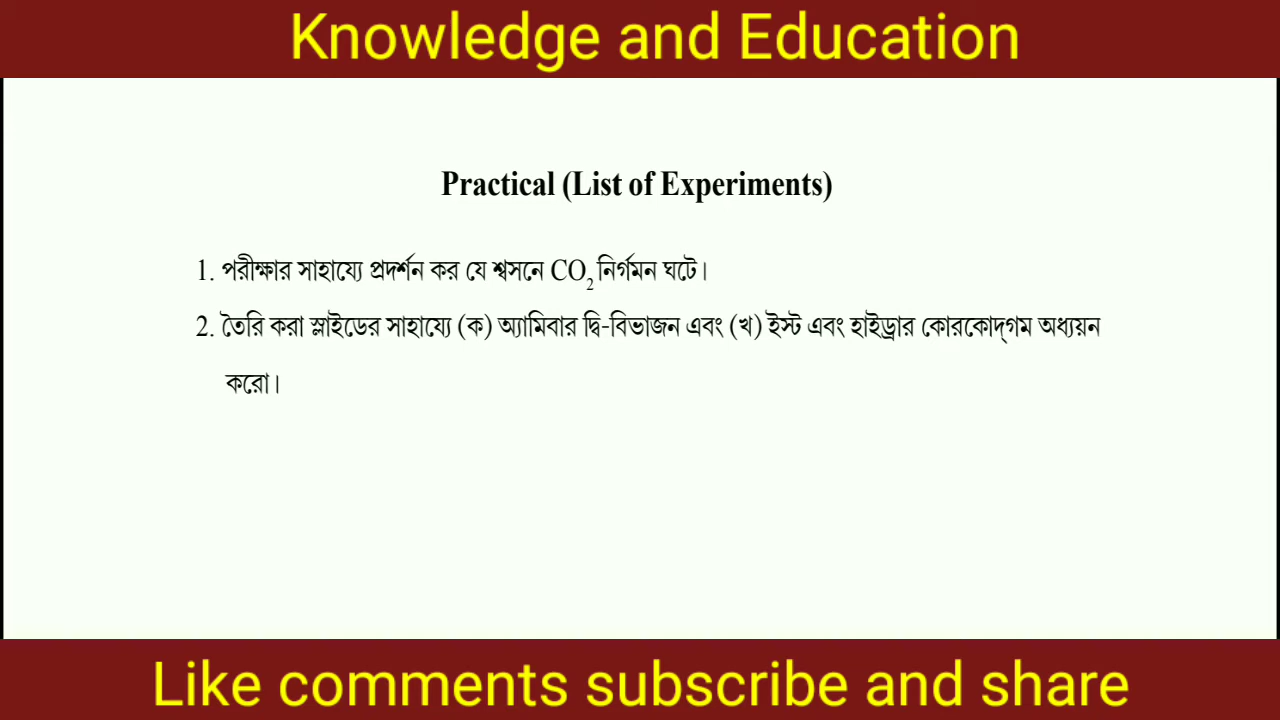 Knowledge and Education
Practical (List of Experiments)
1. পরীক্ষার সাহায্যে প্রদর্শন কর যে শ্বসনে CO₂ নির্গমন ঘটে।
2. তৈরি করা স্লাইডের সাহায্যে (ক) অ্যামিবার দ্বি-বিভাজন এবং (খ) ইস্ট এবং হাইড্রার কোরকোদ্‌গম অধ্যয়ন
করো।
Like comments subscribe and share